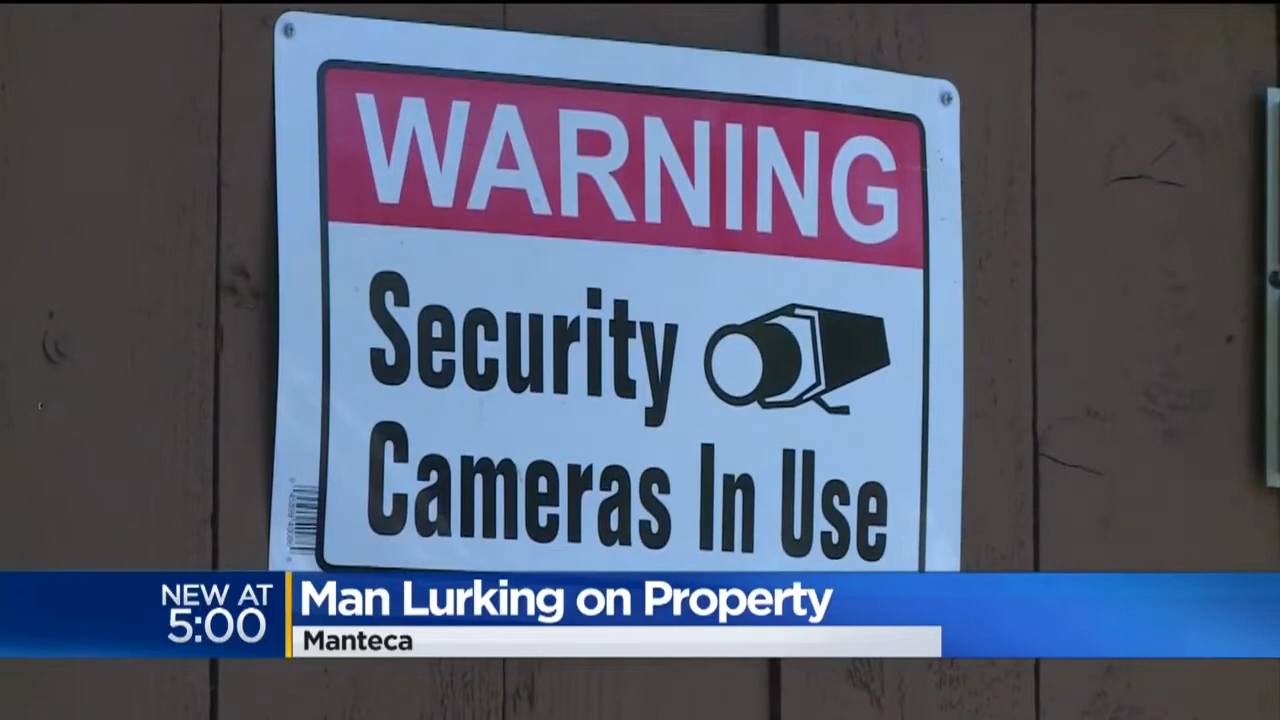 WARNING
Security
Cameras In Use
NEW AT
5:00
Man Lurking on Property
Manteca